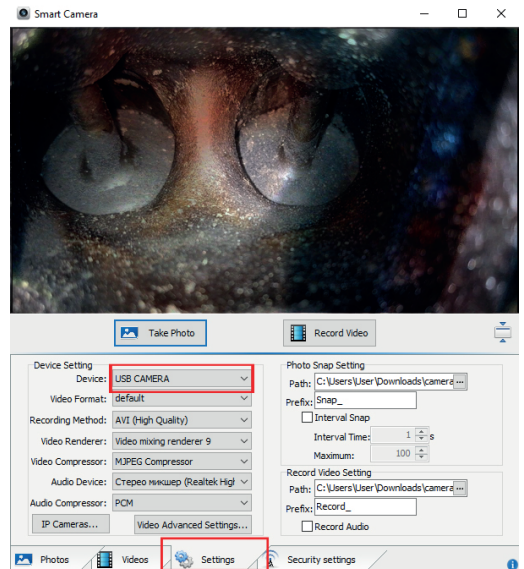 Smart Camera
Take Photo
Record Video
Device Setting
Device: USB CAMERA
Video Format: default
Recording Method: AVI (High Quality)
Video Renderer: Video mixing renderer 9
Video Compressor: MJPEG Compressor
Audio Device: Стерео микшер (Realtek High
Audio Compressor: PCM
IP Cameras...
Video Advanced Settings...
Photo Snap Setting
Path: C:\Users\User\Downloads\camera ...
Prefix: Snap_
Interval Snap
Interval Time: 1 s
Maximum: 100
Record Video Setting
Path: C:\Users\User\Downloads\camera ...
Prefix: Record_
Record Audio
Photos
Videos
Settings
Security settings